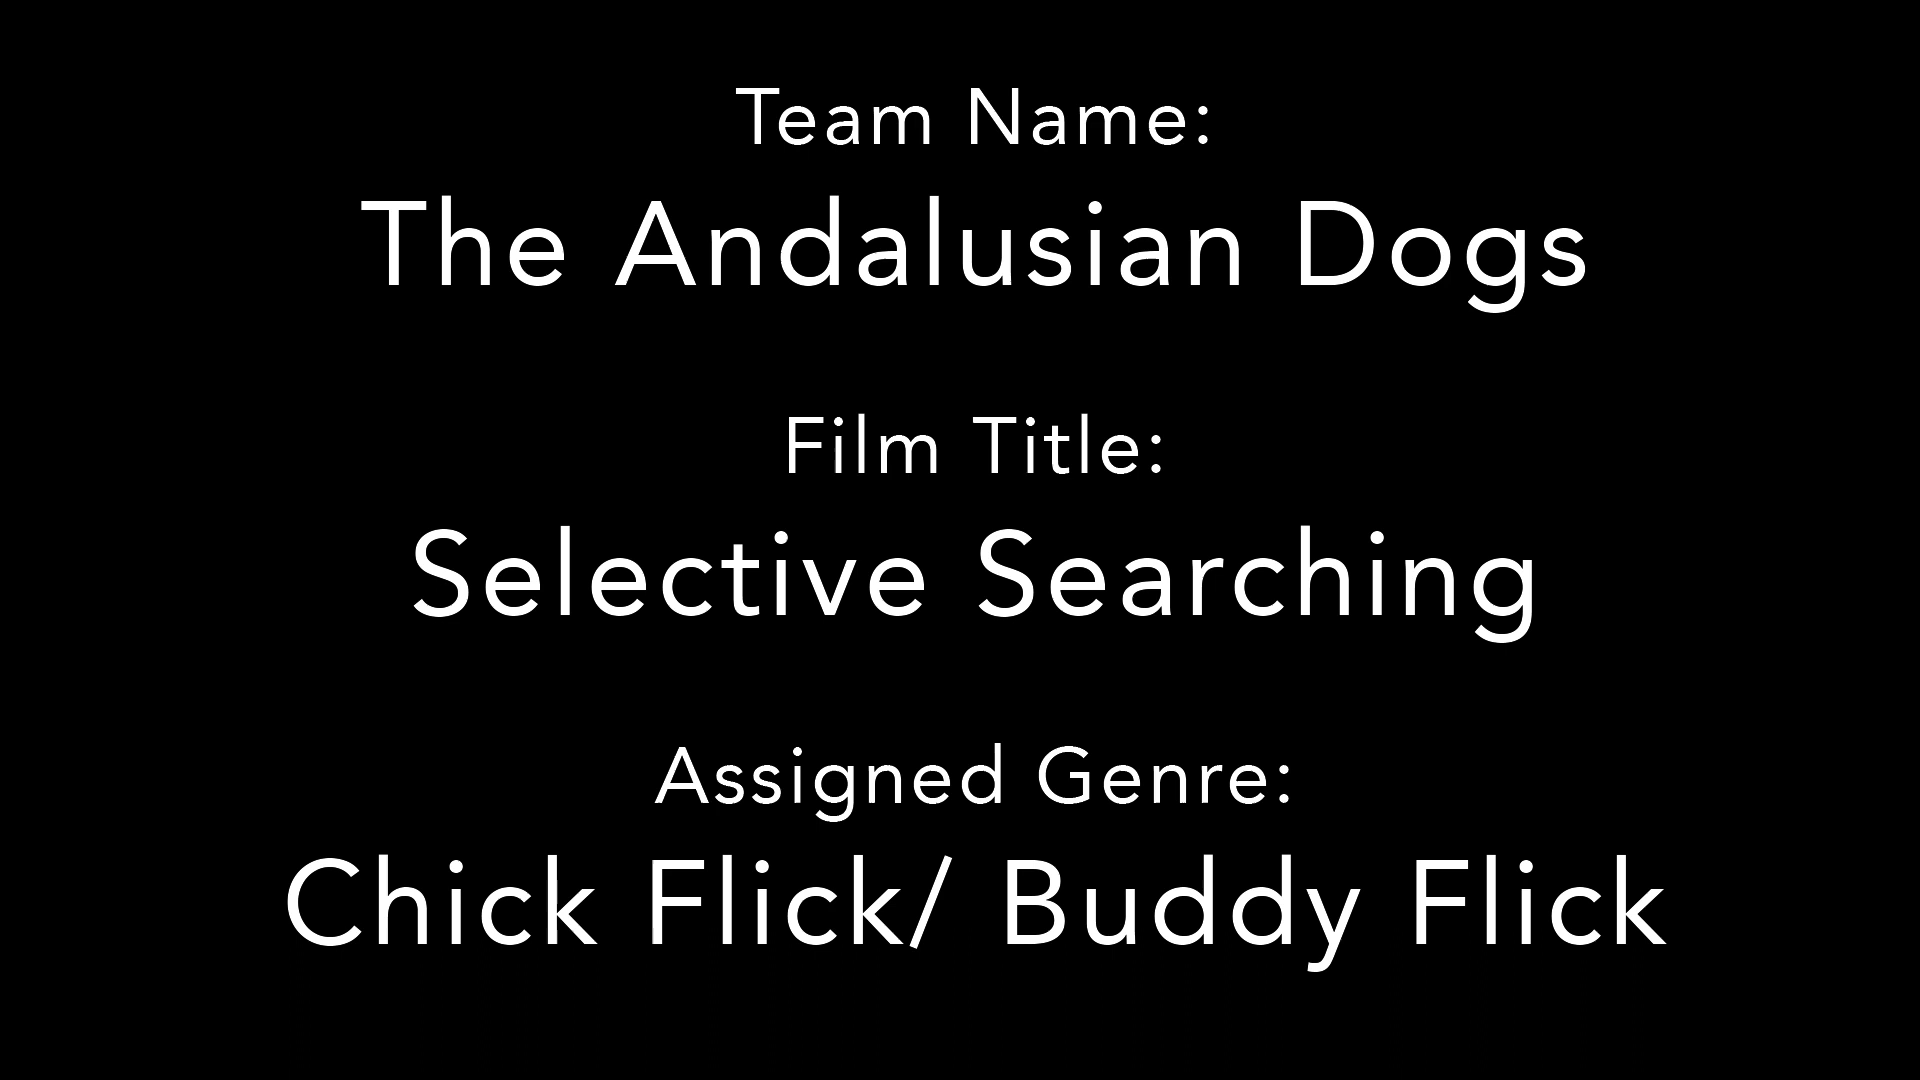 Team Name:
The Andalusian Dogs
Film Title:
Selective Searching
Assigned Genre:
Chick Flick/ Buddy Flick